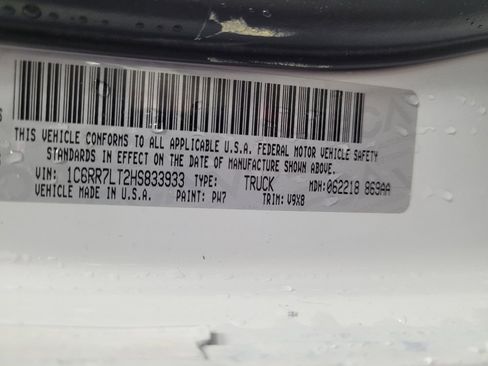 THIS VEHICLE CONFORMS TO ALL APPLICABLE U.S.A. FEDERAL MOTOR VEHICLE SAFETY
STANDARDS IN EFFECT ON THE DATE OF MANUFACTURE SHOWN ABOVE.
VIN: 1C6RR7LT2HS833933 TYPE: TRUCK MDH:062218 869AA
VEHICLE MADE IN U.S.A. PAINT: PW7 TRIM: V9X8